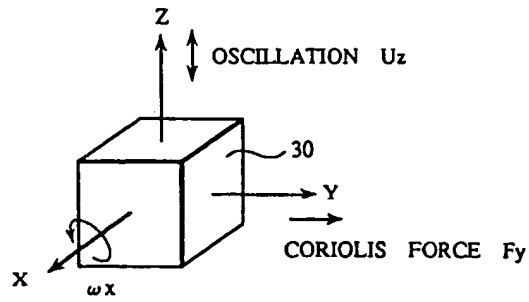 Z
OSCILLATION Uz
30
Y
CORIOLIS FORCE Fy
X
ωx